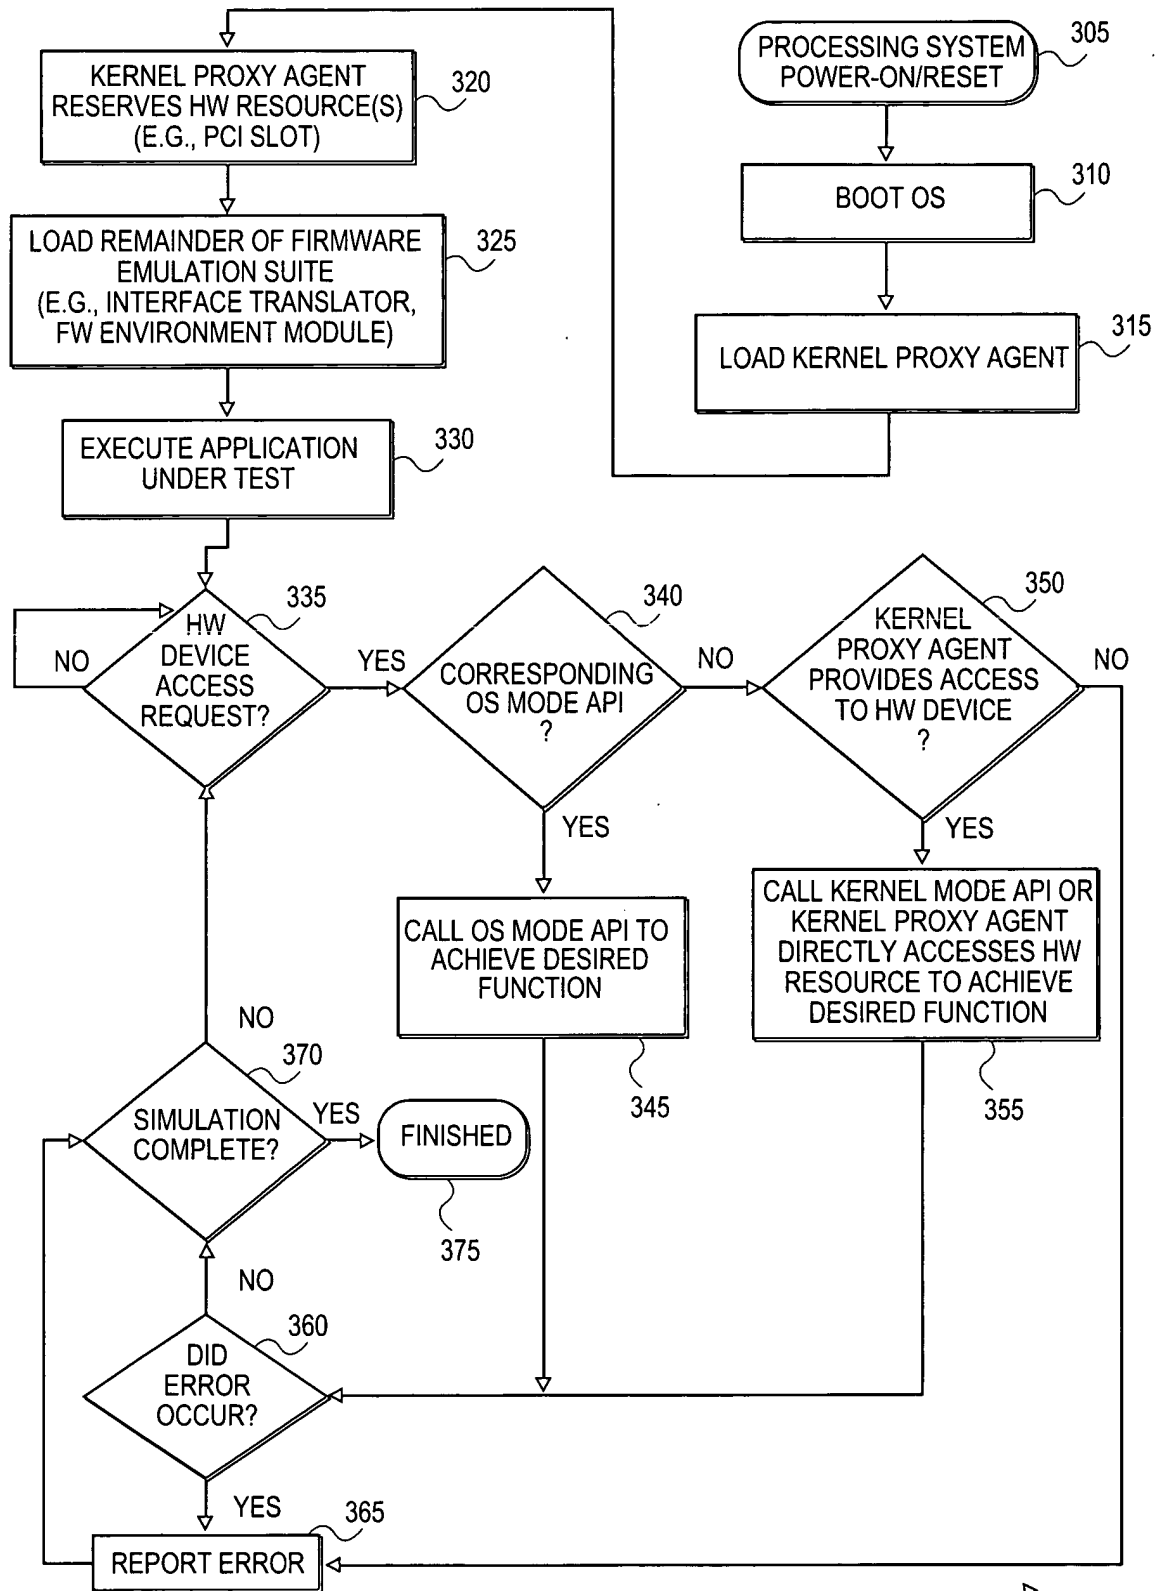 PROCESSING SYSTEM
POWER-ON/RESET
305
BOOT OS
310
LOAD KERNEL PROXY AGENT
315
KERNEL PROXY AGENT
RESERVES HW RESOURCE(S)
(E.G., PCI SLOT)
320
LOAD REMAINDER OF FIRMWARE
EMULATION SUITE
(E.G., INTERFACE TRANSLATOR,
FW ENVIRONMENT MODULE)
325
EXECUTE APPLICATION
UNDER TEST
330
HW
DEVICE
ACCESS
REQUEST?
335
NO
YES
CORRESPONDING
OS MODE API
?
340
NO
YES
KERNEL
PROXY AGENT
PROVIDES ACCESS
TO HW DEVICE
?
350
NO
YES
CALL OS MODE API TO
ACHIEVE DESIRED
FUNCTION
345
CALL KERNEL MODE API OR
KERNEL PROXY AGENT
DIRECTLY ACCESSES HW
RESOURCE TO ACHIEVE
DESIRED FUNCTION
355
NO
SIMULATION
COMPLETE?
370
YES
FINISHED
375
NO
DID
ERROR
OCCUR?
360
YES
REPORT ERROR
365